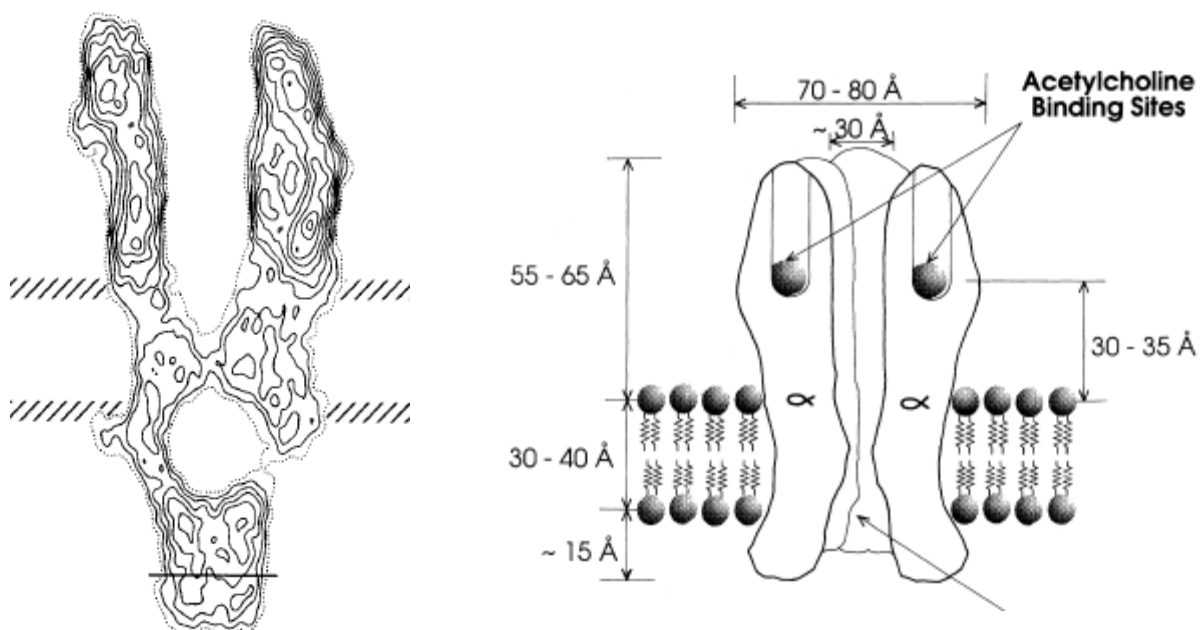 70 - 80 Å
~ 30 Å
Acetylcholine
Binding Sites
55 - 65 Å
30 - 35 Å
α
α
30 - 40 Å
~ 15 Å